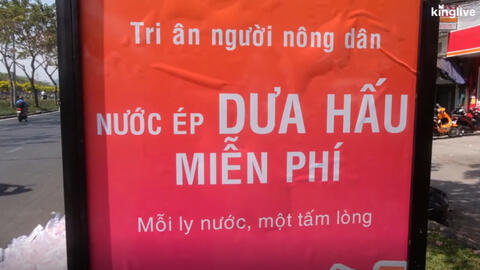 kinglive
Tri ân người nông dân
NƯỚC ÉP DƯA HẤU
MIỄN PHÍ
Mỗi ly nước, một tấm lòng